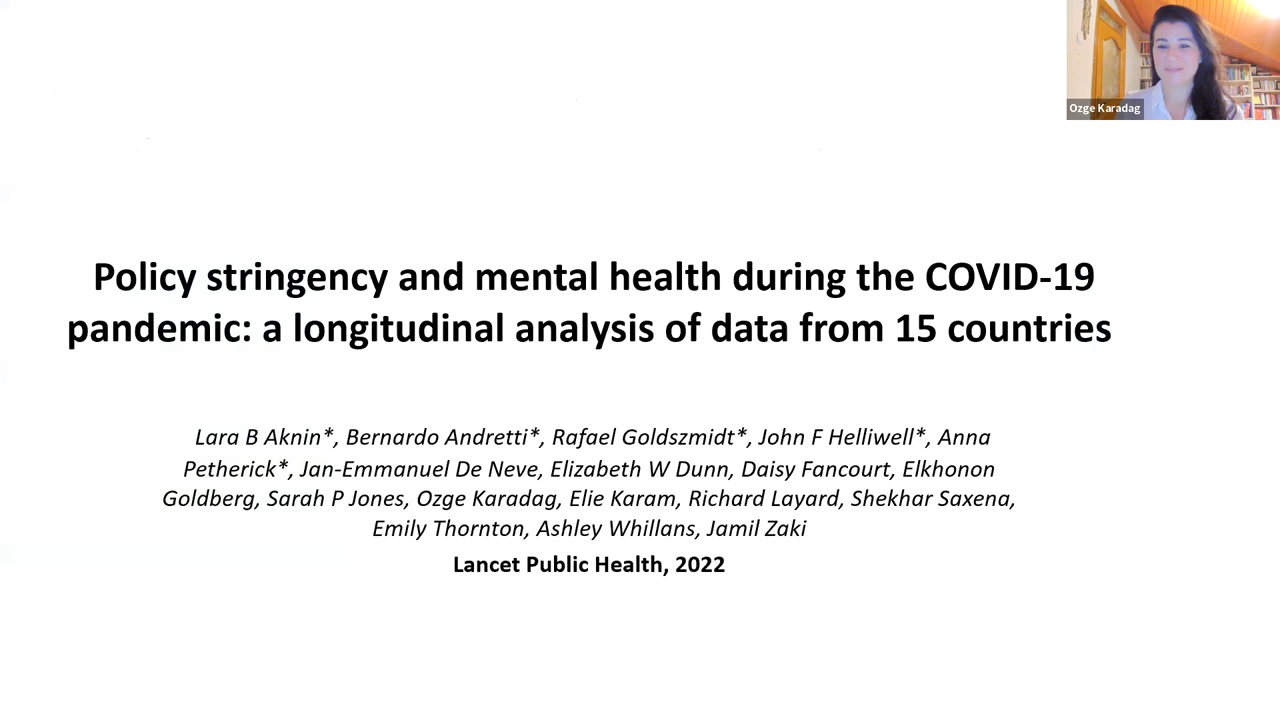 Ozge Karadag
Policy stringency and mental health during the COVID-19
pandemic: a longitudinal analysis of data from 15 countries
Lara B Aknin*, Bernardo Andretti*, Rafael Goldszmidt*, John F Helliwell*, Anna
Petherick*, Jan-Emmanuel De Neve, Elizabeth W Dunn, Daisy Fancourt, Elkhonon
Goldberg, Sarah P Jones, Ozge Karadag, Elie Karam, Richard Layard, Shekhar Saxena,
Emily Thornton, Ashley Whillans, Jamil Zaki
Lancet Public Health, 2022